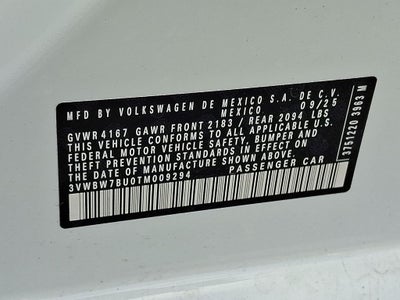 MFD BY VOLKSWAGEN DE MEXICO S.A. DE C.V.
MEXICO 09/25
GVWR 4167 GAWR FRONT 2183 / REAR 2094 LBS
THIS VEHICLE CONFORMS TO ALL APPLICABLE U.S.
FEDERAL MOTOR VEHICLE SAFETY, BUMPER AND
THEFT PREVENTION STANDARDS IN EFFECT ON
THE DATE OF MANUFACTURE SHOWN ABOVE
3VWBW7BU0TM009294 PASSENGER CAR
3751220 3963 M